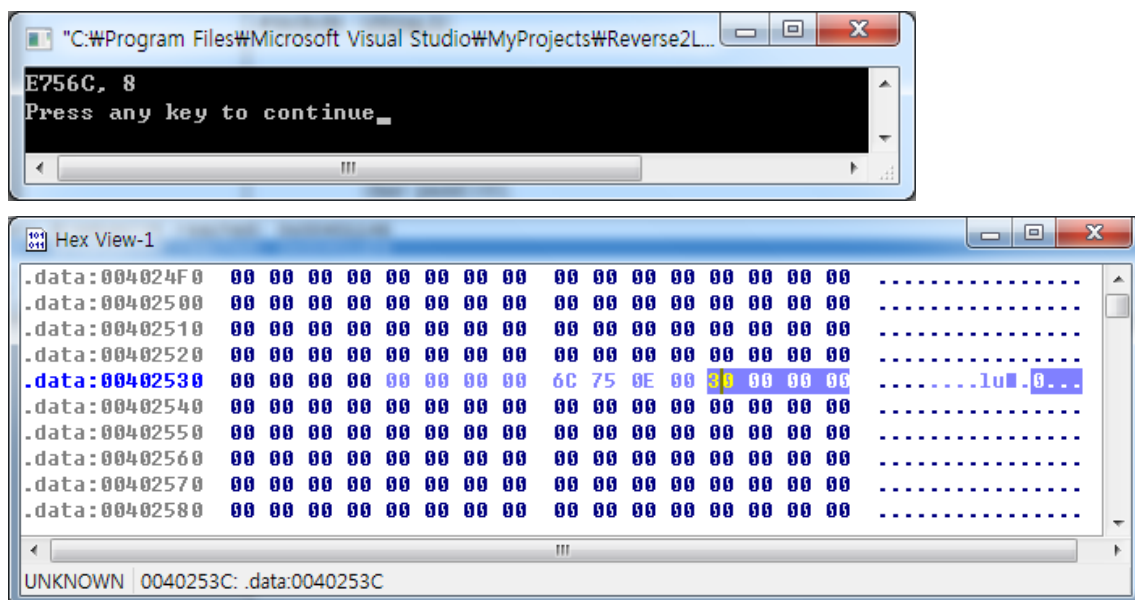 "C:₩Program Files₩Microsoft Visual Studio₩MyProjects₩Reverse2L...
E756C, 8
Press any key to continue_
Hex View-1
.data:004024F0 00 00 00 00 00 00 00 00 00 00 00 00 00 00 00 00 ................
.data:00402500 00 00 00 00 00 00 00 00 00 00 00 00 00 00 00 00 ................
.data:00402510 00 00 00 00 00 00 00 00 00 00 00 00 00 00 00 00 ................
.data:00402520 00 00 00 00 00 00 00 00 00 00 00 00 00 00 00 00 ................
.data:00402530 00 00 00 00 00 00 00 00 6C 75 0E 00 30 00 00 00 ........lu■.0...
.data:00402540 00 00 00 00 00 00 00 00 00 00 00 00 00 00 00 00 ................
.data:00402550 00 00 00 00 00 00 00 00 00 00 00 00 00 00 00 00 ................
.data:00402560 00 00 00 00 00 00 00 00 00 00 00 00 00 00 00 00 ................
.data:00402570 00 00 00 00 00 00 00 00 00 00 00 00 00 00 00 00 ................
.data:00402580 00 00 00 00 00 00 00 00 00 00 00 00 00 00 00 00 ................
UNKNOWN 0040253C: .data:0040253C